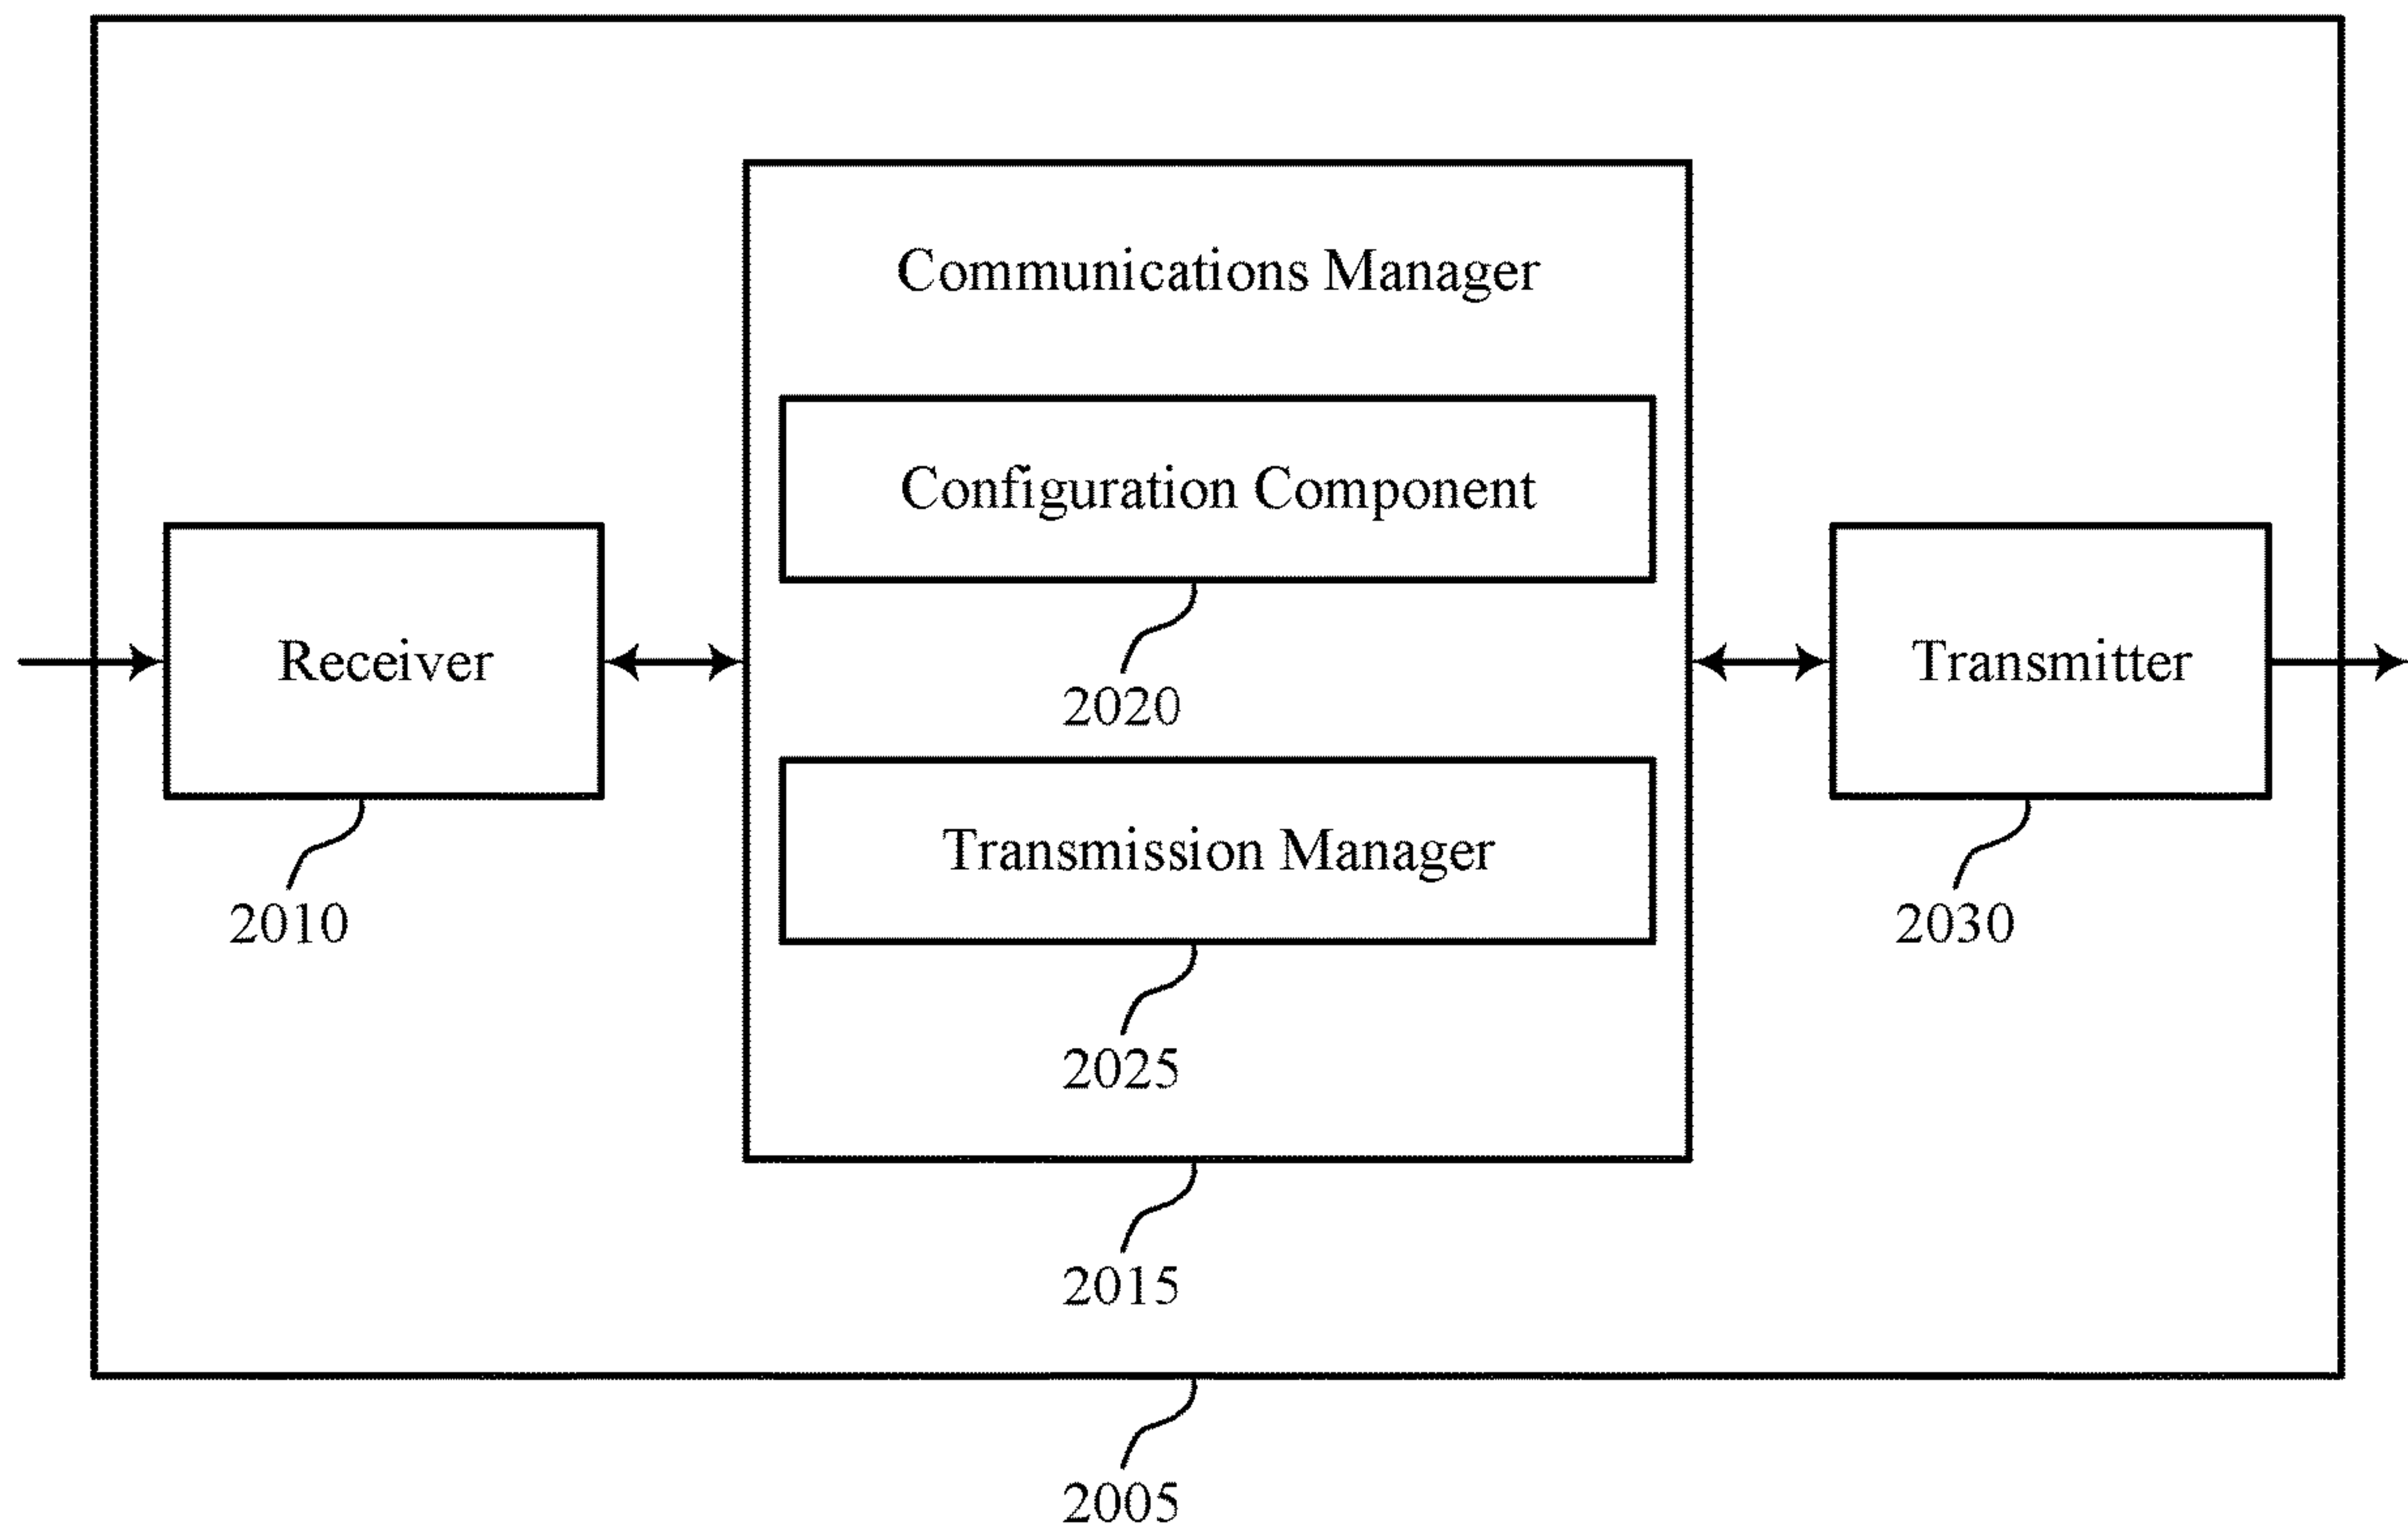 Communications Manager
Configuration Component
Receiver
Transmitter
2020
Transmission Manager
2010
2030
2025
2015
2005